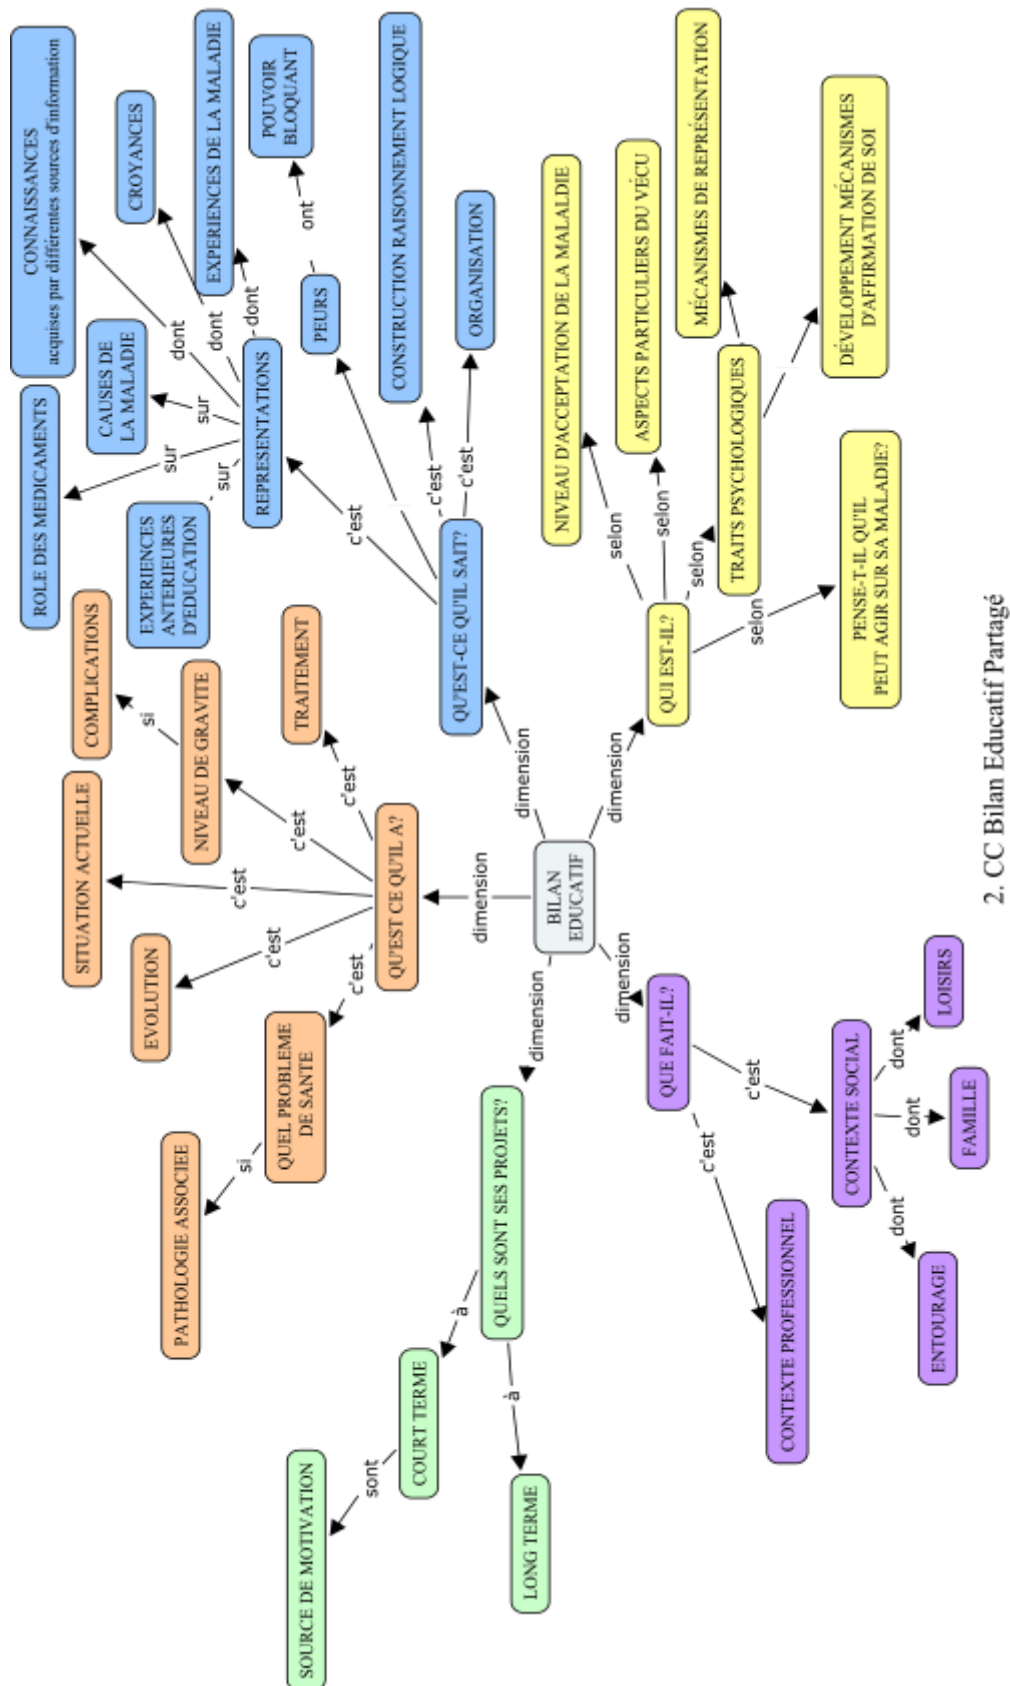 SOURCE DE MOTIVATION
sont
COURT TERME
à
LONG TERME
à
QUELS SONT SES PROJETS?
dimension
PATHOLOGIE ASSOCIEE
si
QUEL PROBLEME
DE SANTE
c'est
EVOLUTION
c'est
SITUATION ACTUELLE
c'est
COMPLICATIONS
si
NIVEAU DE GRAVITE
c'est
TRAITEMENT
c'est
QU'EST CE QU'IL A?
dimension
BILAN
EDUCATIF
ROLE DES MEDICAMENTS
sur
EXPERIENCES
ANTERIEURES
D'EDUCATION
sur
CAUSES DE
LA MALADIE
sur
CONNAISSANCES
acquises par différentes sources d'information
dont
CROYANCES
dont
EXPERIENCES DE LA MALADIE
dont
REPRESENTATIONS
c'est
POUVOIR
BLOQUANT
ont
PEURS
CONSTRUCTION RAISONNEMENT LOGIQUE
c'est
ORGANISATION
c'est
QU'EST-CE QU'IL SAIT?
dimension
NIVEAU D'ACCEPTATION DE LA MALALDIE
selon
ASPECTS PARTICULIERS DU VÉCU
selon
MÉCANISMES DE REPRÉSENTATION
TRAITS PSYCHOLOGIQUES
selon
DÉVELOPPEMENT MÉCANISMES
D'AFFIRMATION DE SOI
PENSE-T-IL QU'IL
PEUT AGIR SUR SA MALADIE?
selon
QUI EST-IL?
dimension
dimension
QUE FAIT-IL?
c'est
CONTEXTE PROFESSIONNEL
c'est
CONTEXTE SOCIAL
dont
ENTOURAGE
dont
FAMILLE
dont
LOISIRS
2. CC Bilan Educatif Partagé